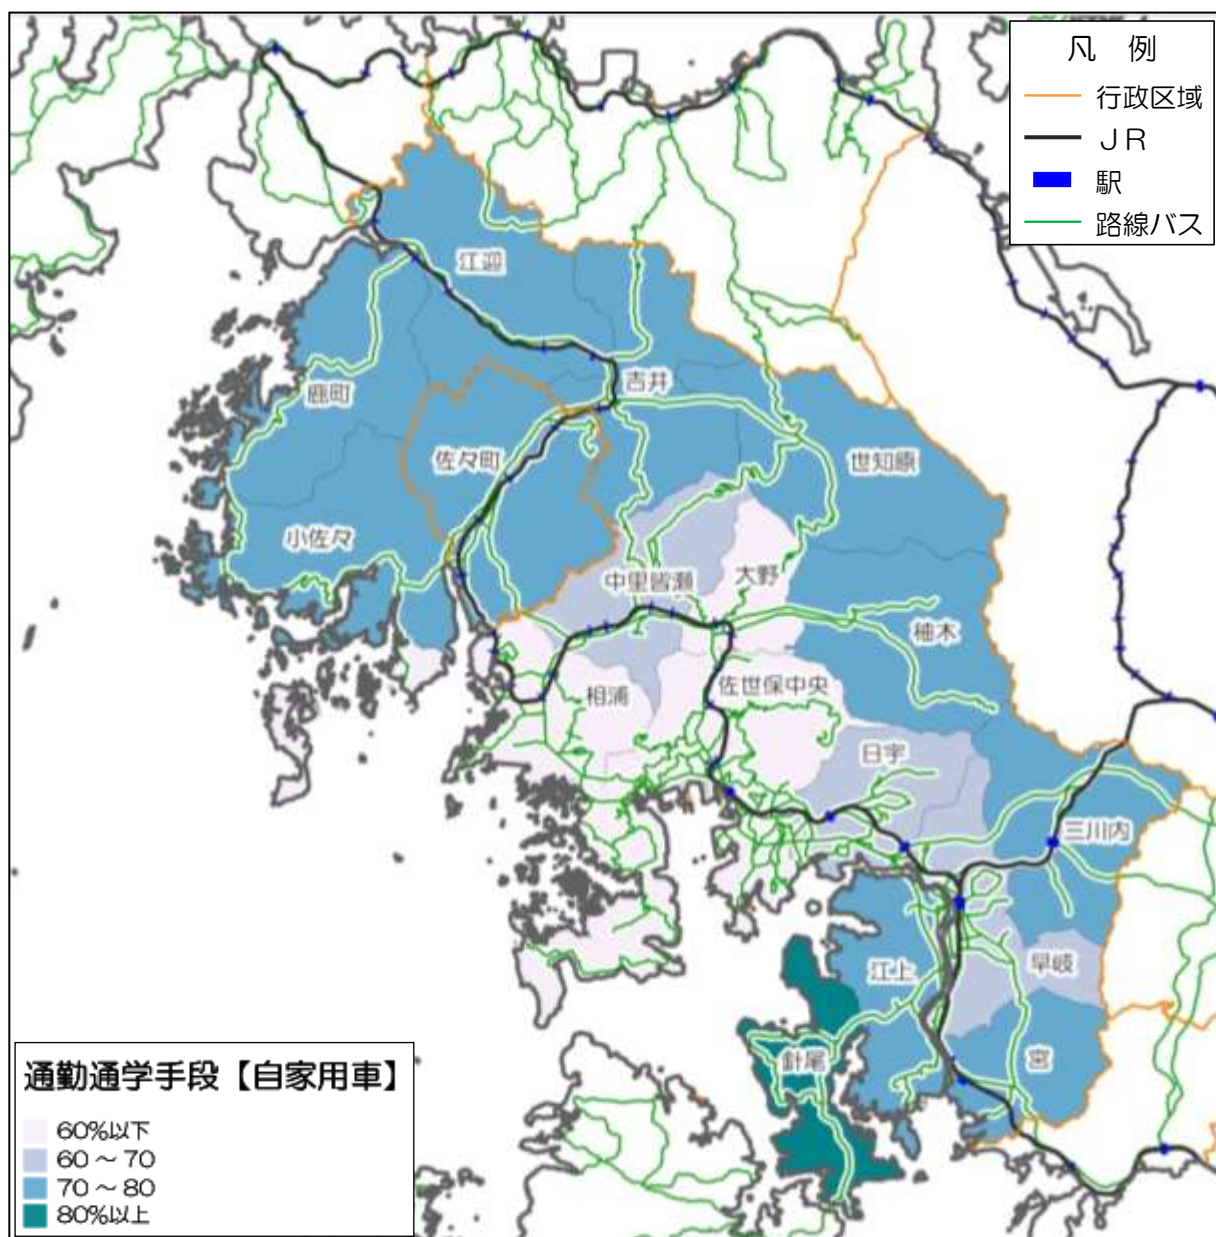 凡 例
行政区域
JR
駅
路線バス
江迎
吉井
鹿町
佐々町
世知原
小佐々
中里皆瀬
大野
柚木
相浦
佐世保中央
日宇
三川内
江上
早岐
針尾
宮
通勤通学手段【自家用車】
60%以下
60～70
70～80
80%以上